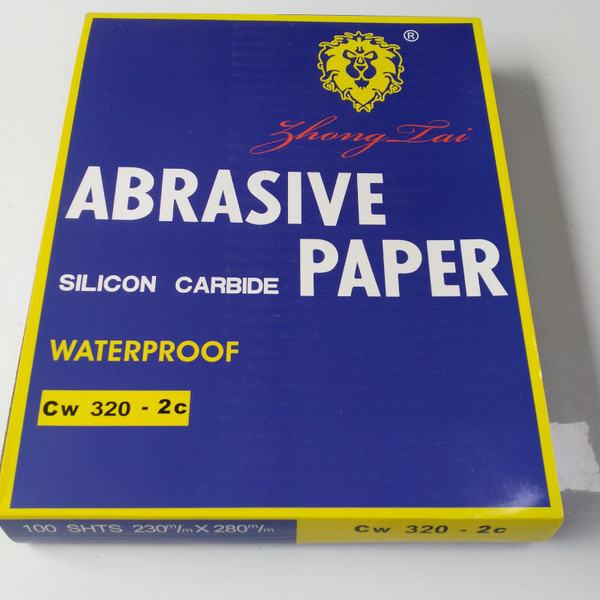 ®
Zhong Tai
ABRASIVE
SILICON CARBIDE PAPER
WATERPROOF
Cw 320 - 2c
100 SHTS 230m/m X 280m/m Cw 320 - 2c